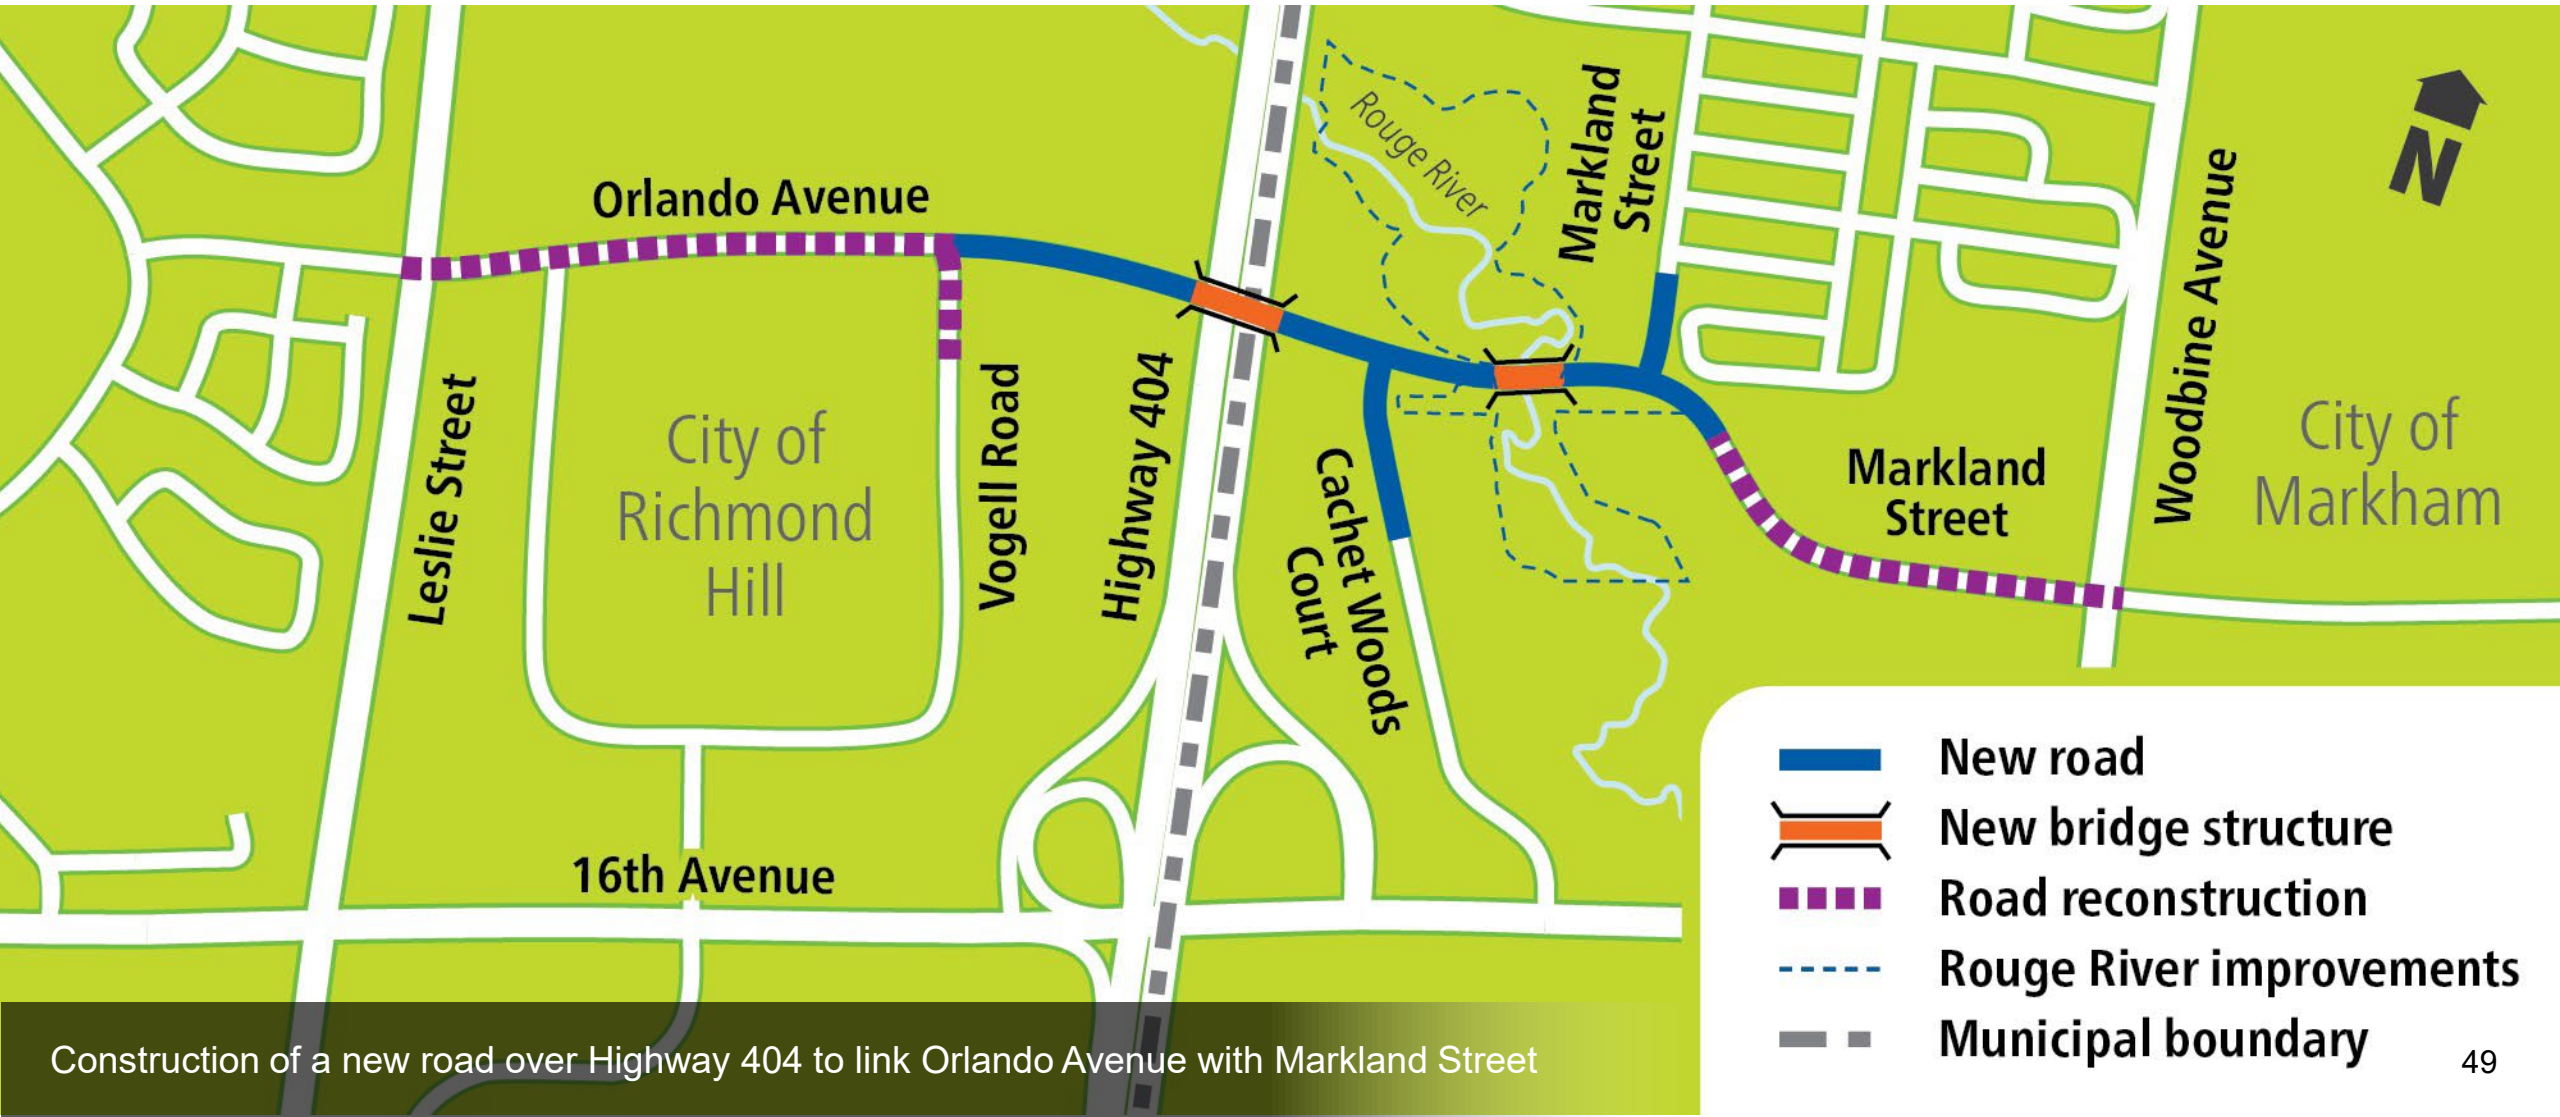 Orlando Avenue
Rouge River
Markland
Street
Woodbine Avenue
N
Leslie Street
City of
Richmond
Hill
Vogell Road
Highway 404
Cachet Woods
Court
Markland
Street
City of
Markham
16th Avenue
New road
New bridge structure
Road reconstruction
Rouge River improvements
Municipal boundary
Construction of a new road over Highway 404 to link Orlando Avenue with Markland Street
49